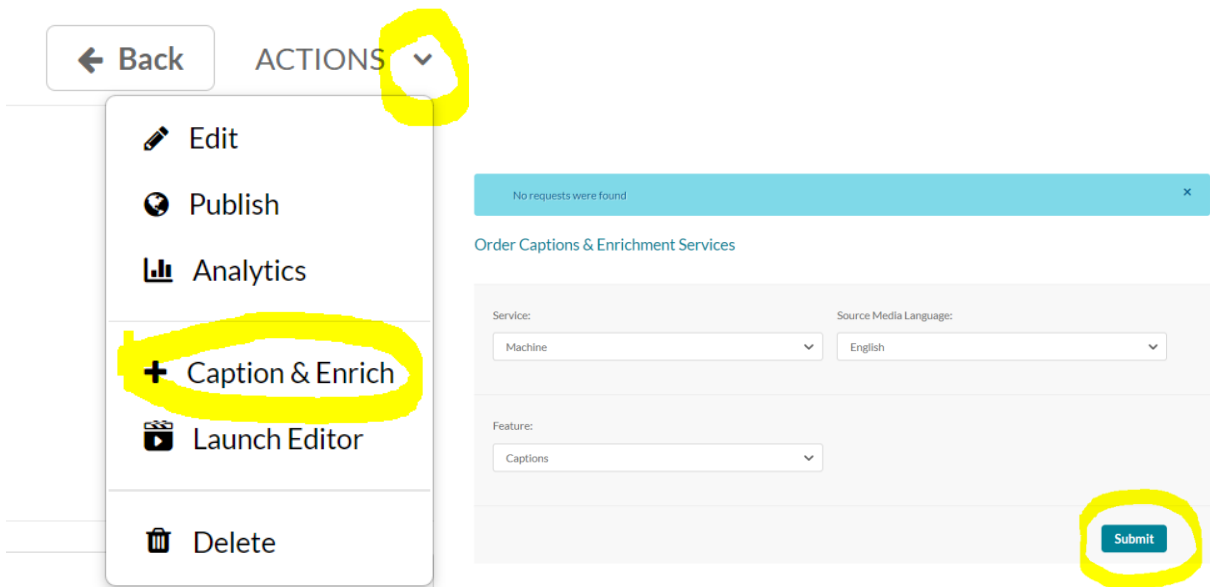 Back ACTIONS
Edit
Publish
Analytics
Caption & Enrich
Launch Editor
Delete
No requests were found ×
Order Captions & Enrichment Services
Service: Source Media Language:
Machine English
Feature:
Captions
Submit